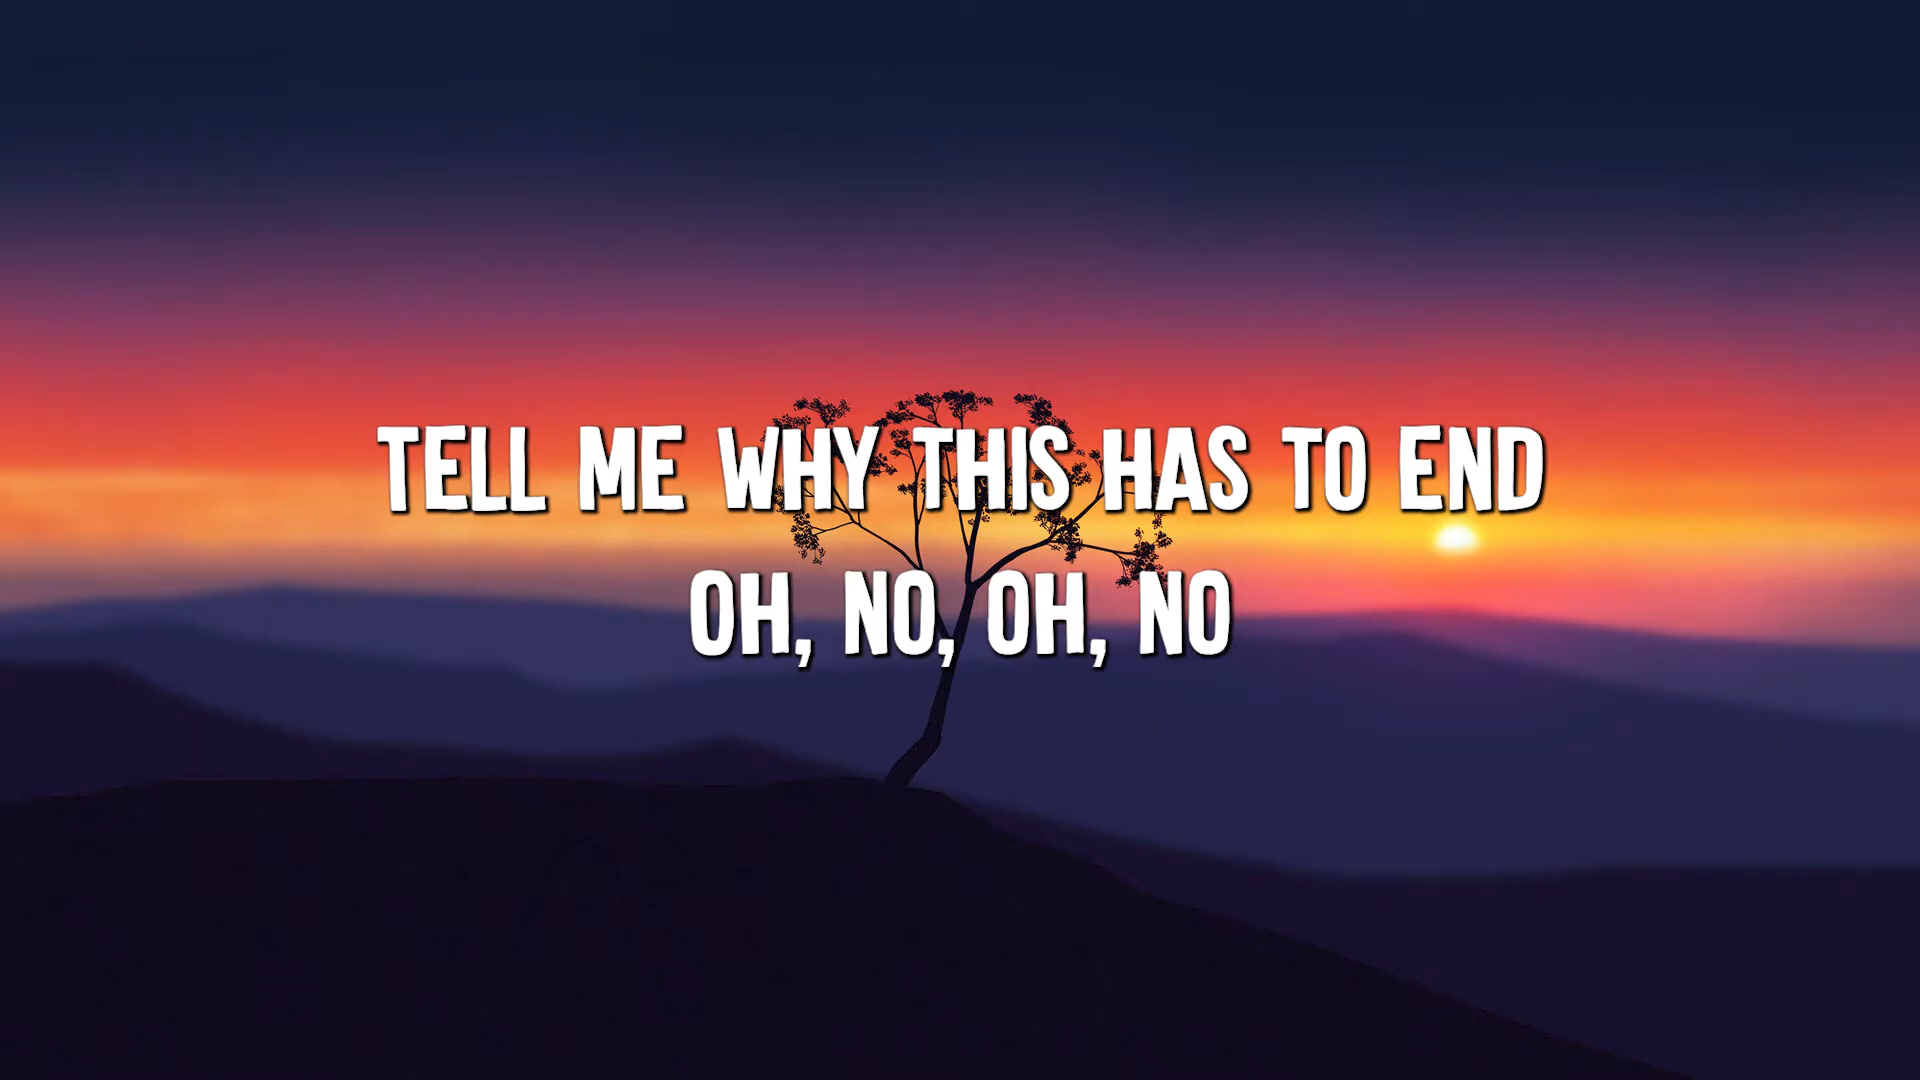 TELL ME WHY THIS HAS TO END
OH, NO, OH, NO